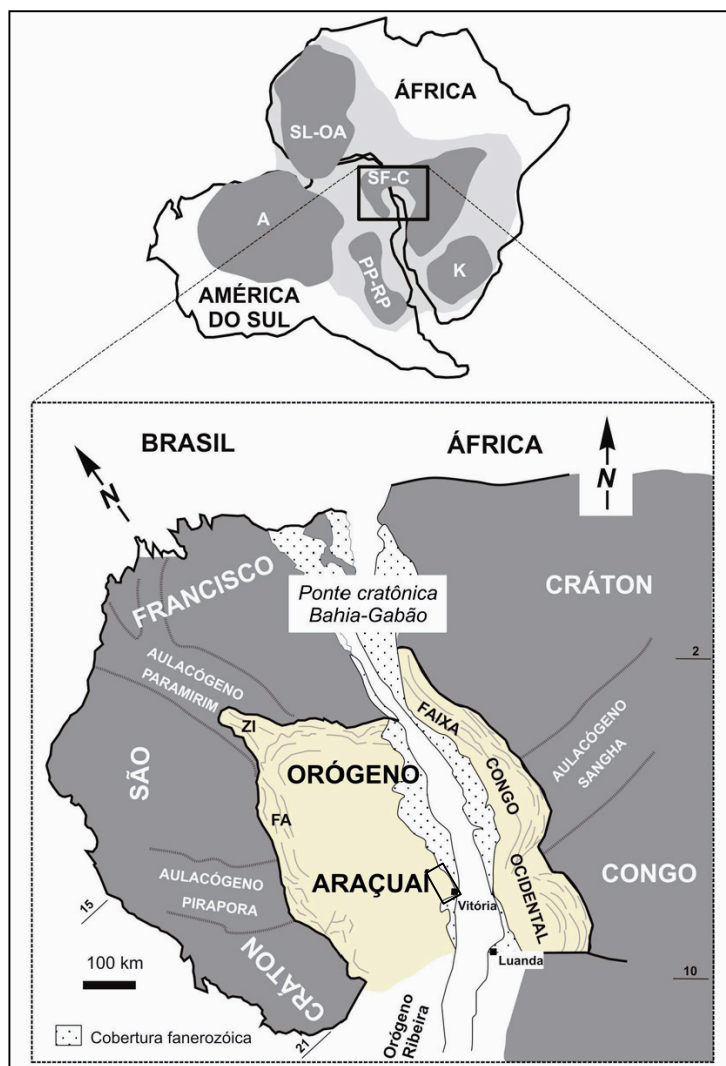 ÁFRICA
SL-OA
SF-C
A
PP-RP
K
AMÉRICA
DO SUL
BRASIL
ÁFRICA
N
N
FRANCISCO
Ponte cratônica
Bahia-Gabão
CRÁTON
2
AULACÓGENO
PARAMIRIM
ZI
FAIXA
CONGO
OCIDENTAL
AULACÓGENO
SANGHA
ORÓGENO
SÃO
FA
ARAÇUAÍ
CONGO
AULACÓGENO
PIRAPORA
Vitória
15
CRÁTON
Luanda
100 km
10
Orógeno
Ribeira
Cobertura fanerozóica
21